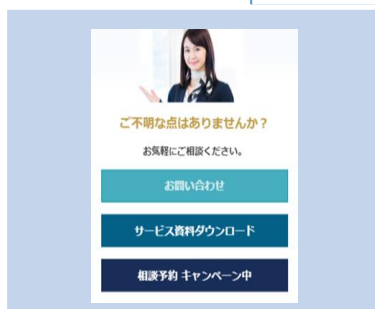 ご不明な点はありませんか？
お気軽にご相談ください。
お問い合わせ
サービス資料ダウンロード
相談予約 キャンペーン中